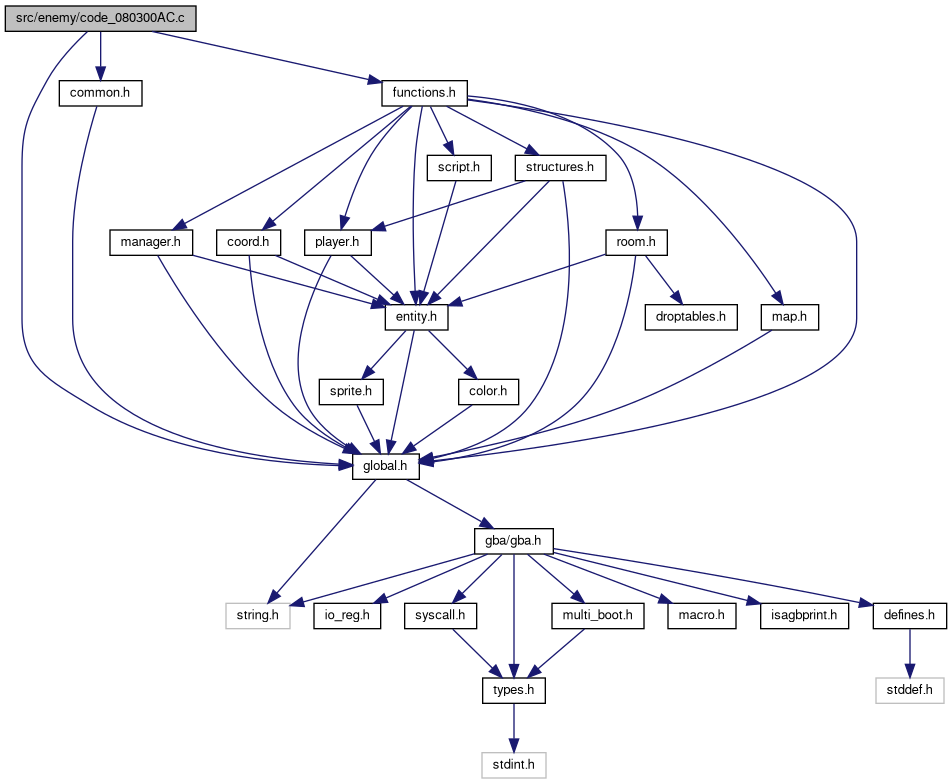 src/enemy/code_080300AC.c
common.h
functions.h
script.h
structures.h
manager.h
coord.h
player.h
room.h
entity.h
droptables.h
map.h
sprite.h
color.h
global.h
gba/gba.h
string.h
io_reg.h
syscall.h
multi_boot.h
macro.h
isagbprint.h
defines.h
types.h
stddef.h
stdint.h